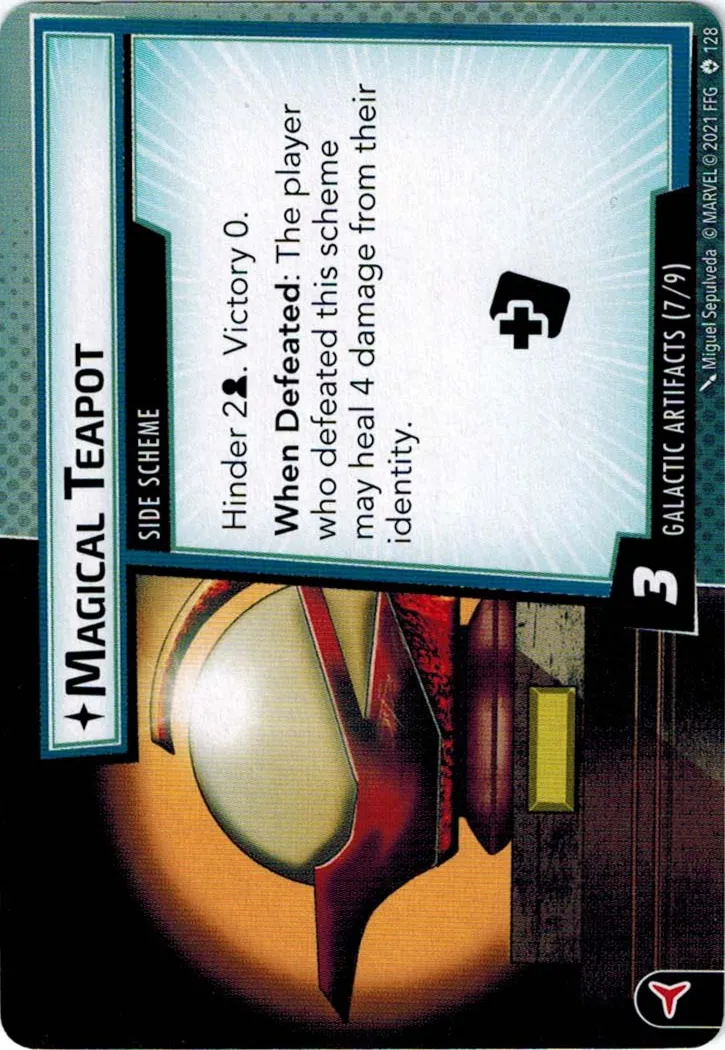 MAGICAL TEAPOT
SIDE SCHEME
Hinder 2. Victory 0.
When Defeated: The player
who defeated this scheme
may heal 4 damage from their
identity.
3
GALACTIC ARTIFACTS (7/9)
Miguel Sepulveda © MARVEL © 2021 FFG 128